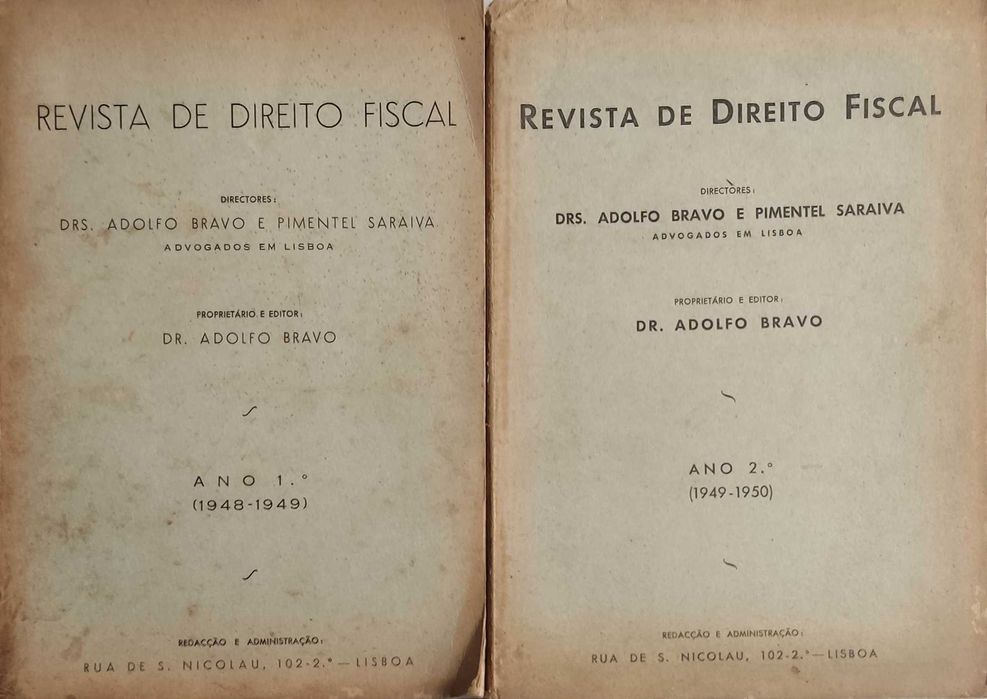 REVISTA DE DIREITO FISCAL
DIRECTORES:
DRS. ADOLFO BRAVO E PIMENTEL SARAIVA
ADVOGADOS EM LISBOA
PROPRIETÁRIO E EDITOR:
DR. ADOLFO BRAVO
ANO 1.º
(1948-1949)
REDACÇÃO E ADMINISTRAÇÃO:
RUA DE S. NICOLAU, 102-2.º — LISBOA
REVISTA DE DIREITO FISCAL
DIRECTORES:
DRS. ADOLFO BRAVO E PIMENTEL SARAIVA
ADVOGADOS EM LISBOA
PROPRIETÁRIO E EDITOR:
DR. ADOLFO BRAVO
ANO 2.º
(1949-1950)
REDACÇÃO E ADMINISTRAÇÃO:
RUA DE S. NICOLAU, 102-2.º — LISBOA